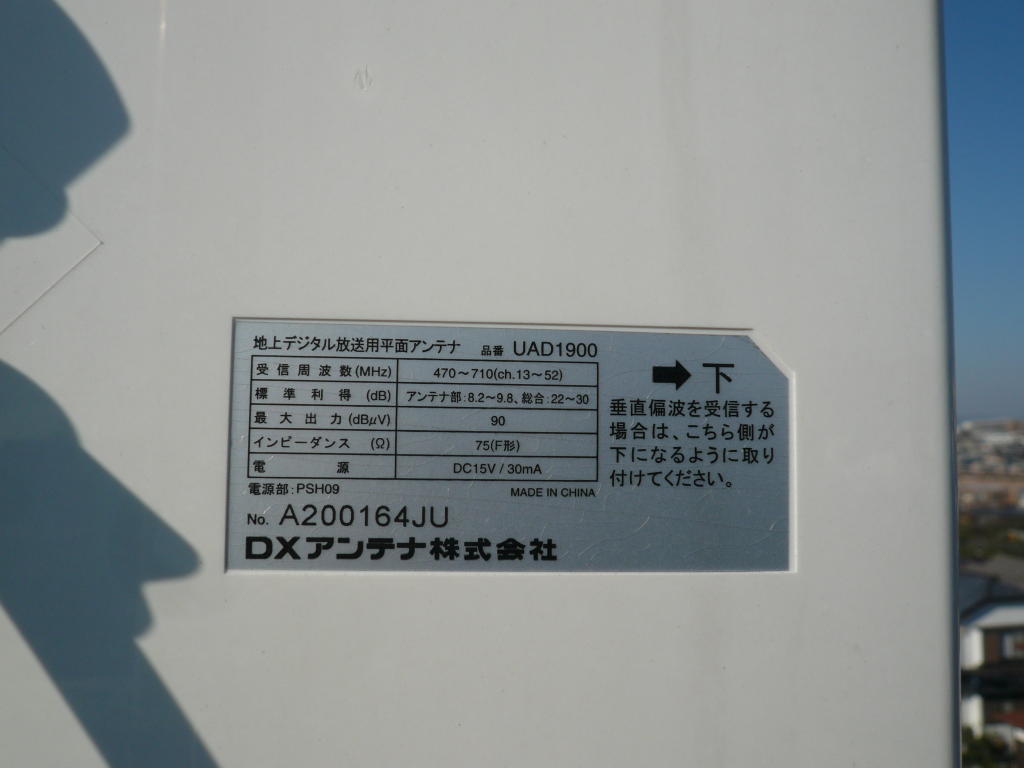 地上デジタル放送用平面アンテナ 品番 UAD1900
受信周波数(MHz) 470～710(ch.13～52)
標準利得(dB) アンテナ部:8.2～9.8、総合:22～30
最大出力(dBμV) 90
インピーダンス(Ω) 75(F形)
電源 DC15V / 30mA
電源部:PSH09 MADE IN CHINA
No. A200164JU
DXアンテナ株式会社
➡下
垂直偏波を受信する
場合は、こちら側が
下になるように取り
付けてください。